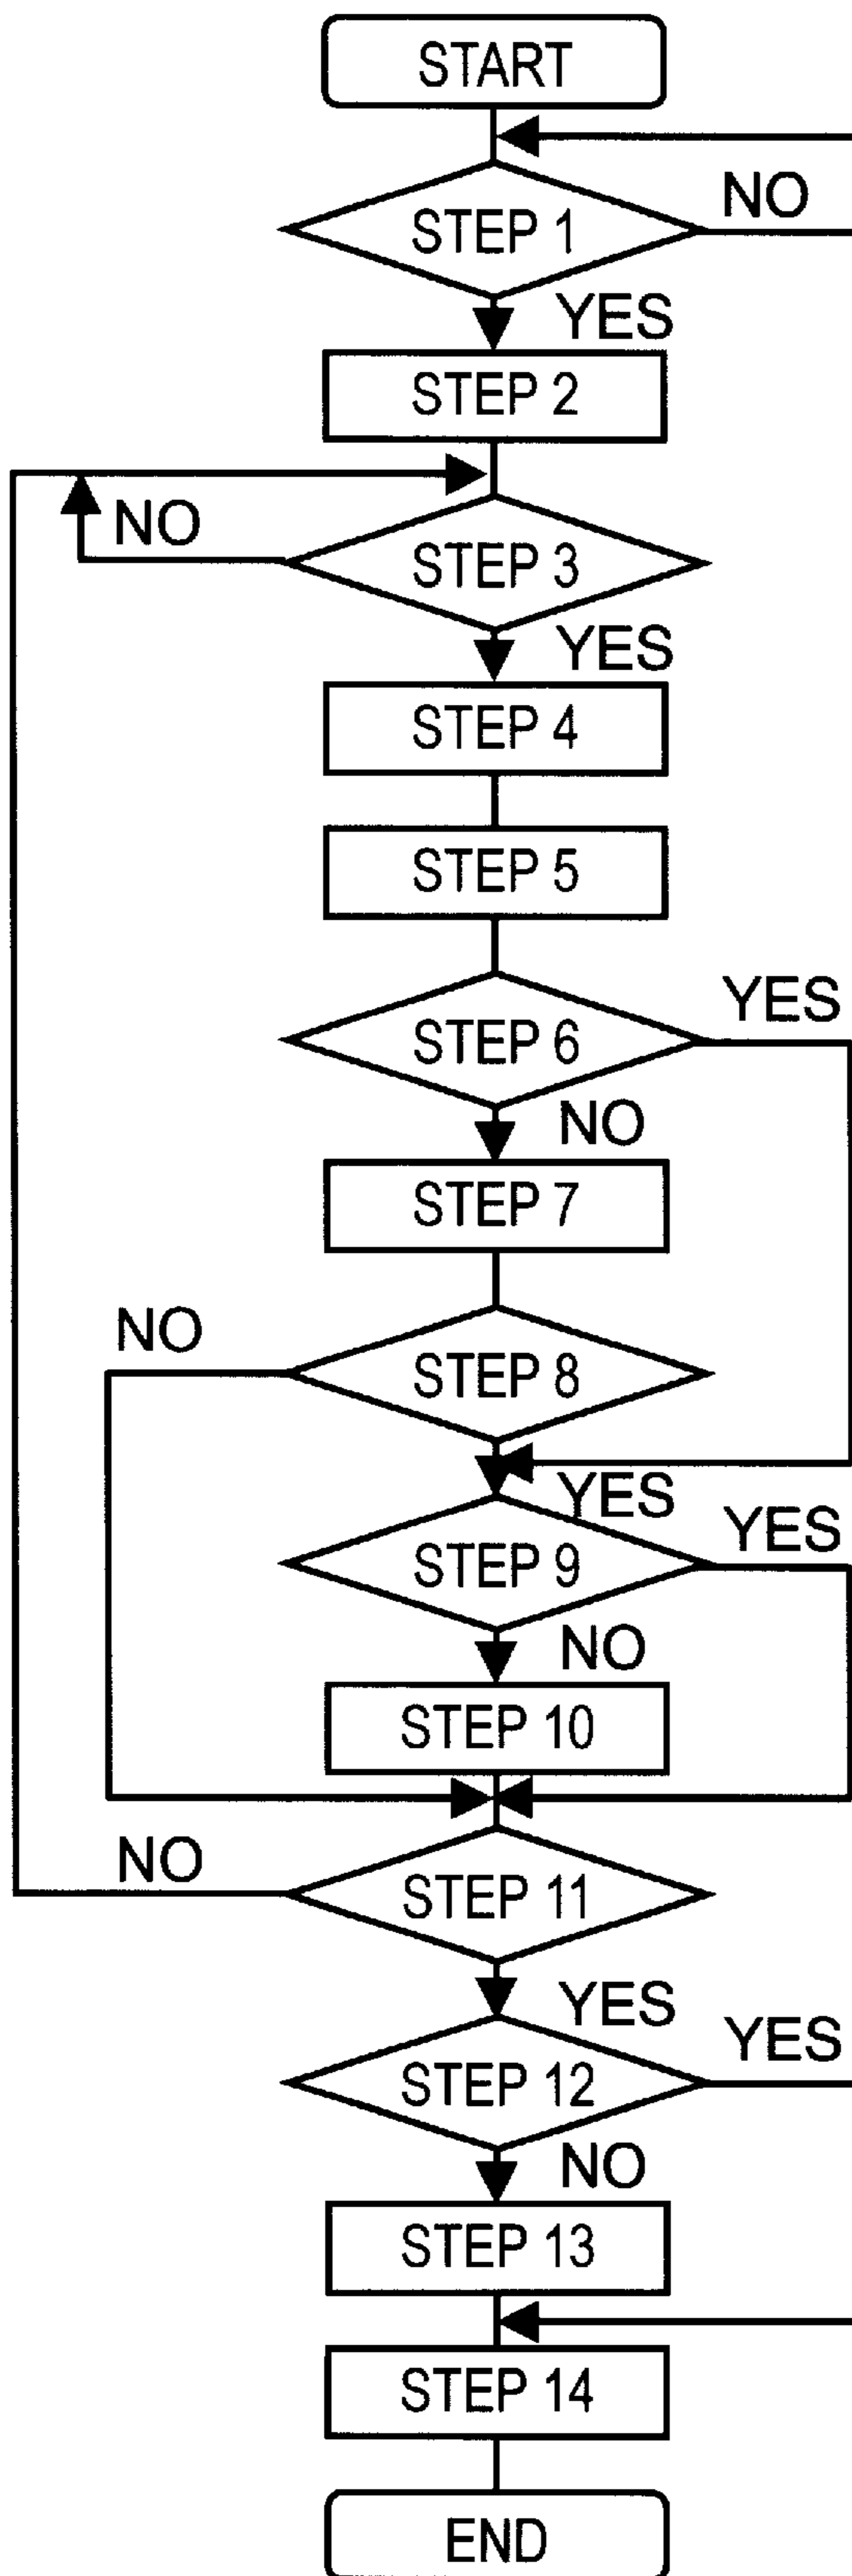 START
NO
STEP 1
YES
STEP 2
NO
STEP 3
YES
STEP 4
STEP 5
YES
STEP 6
NO
STEP 7
NO
STEP 8
YES
YES
STEP 9
NO
STEP 10
NO
STEP 11
YES
YES
STEP 12
NO
STEP 13
STEP 14
END